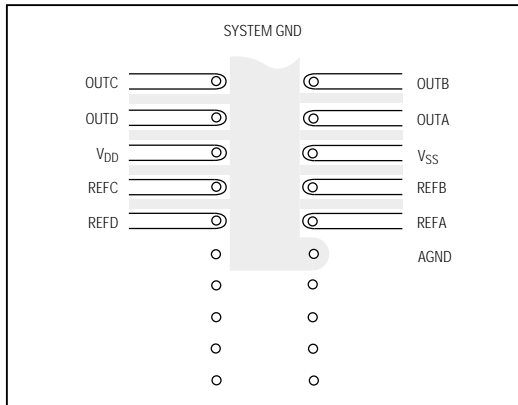 SYSTEM GND
OUTC OUTB
OUTD OUTA
VDD VSS
REFC REFB
REFD REFA
AGND